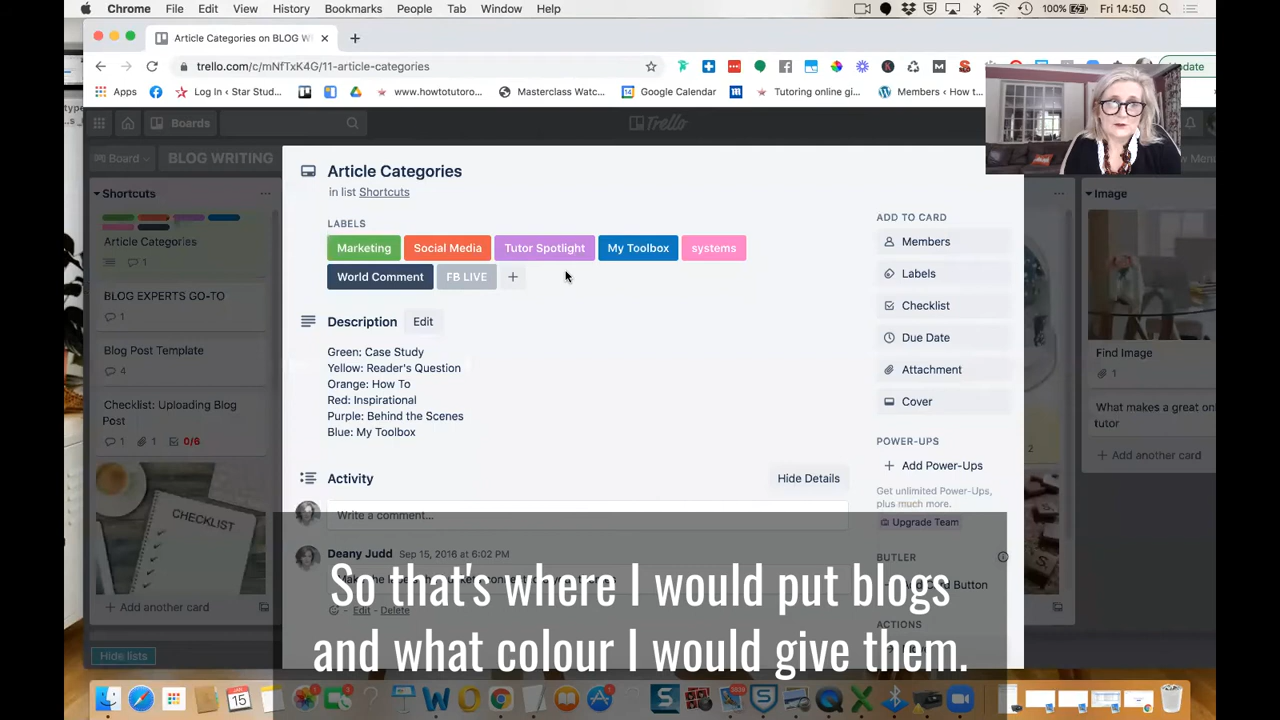 Chrome File Edit View History Bookmarks People Tab Window Help 100% Fri 14:50
Article Categories on BLOG W
trello.com/c/mNfTxK4G/11-article-categories
Update
Apps Log In ‹ Star Stud... www.howtotutoro... Masterclass Watc... Google Calendar Tutoring online gi... Members ‹ How t...
Boards Trello
Board BLOG WRITING
Shortcuts
Article Categories
1
BLOG EXPERTS GO-TO
1
Blog Post Template
4
Checklist: Uploading Blog
Post
1 1 0/6
CHECKLIST
+ Add another card
Hide lists
Article Categories
in list Shortcuts
LABELS
Marketing Social Media Tutor Spotlight My Toolbox systems
World Comment FB LIVE +
Description Edit
Green: Case Study
Yellow: Reader's Question
Orange: How To
Red: Inspirational
Purple: Behind the Scenes
Blue: My Toolbox
Activity Hide Details
Write a comment...
Deany Judd Sep 15, 2016 at 6:02 PM
Edit - Delete
ADD TO CARD
Members
Labels
Checklist
Due Date
Attachment
Cover
POWER-UPS
+ Add Power-Ups
Get unlimited Power-Ups,
plus much more.
Upgrade Team
BUTLER
Card Button
ACTIONS
Image
Find Image
1
What makes a great on
tutor
+ Add another card
2
So that's where I would put blogs
and what colour I would give them.
15